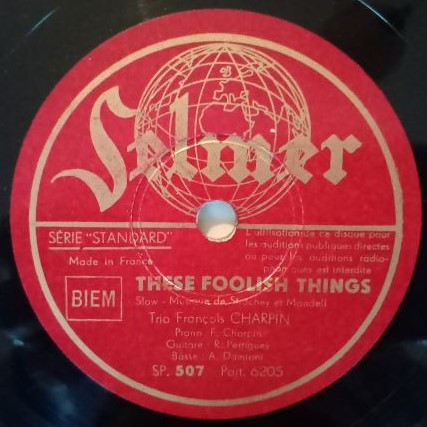 Selmer
SÉRIE "STANDARD"
Made in France
L'utilisation de ce disque pour
les auditions publiques directes
ou pour les auditions radio-
phoniques est interdite
BIEM
THESE FOOLISH THINGS
Slow - Musique de Strachey et Mandell
Trio François CHARPIN
Piano : F. Charpin
Guitare : R.
Basse : A. Damiani
SP. 507 Part. 6205